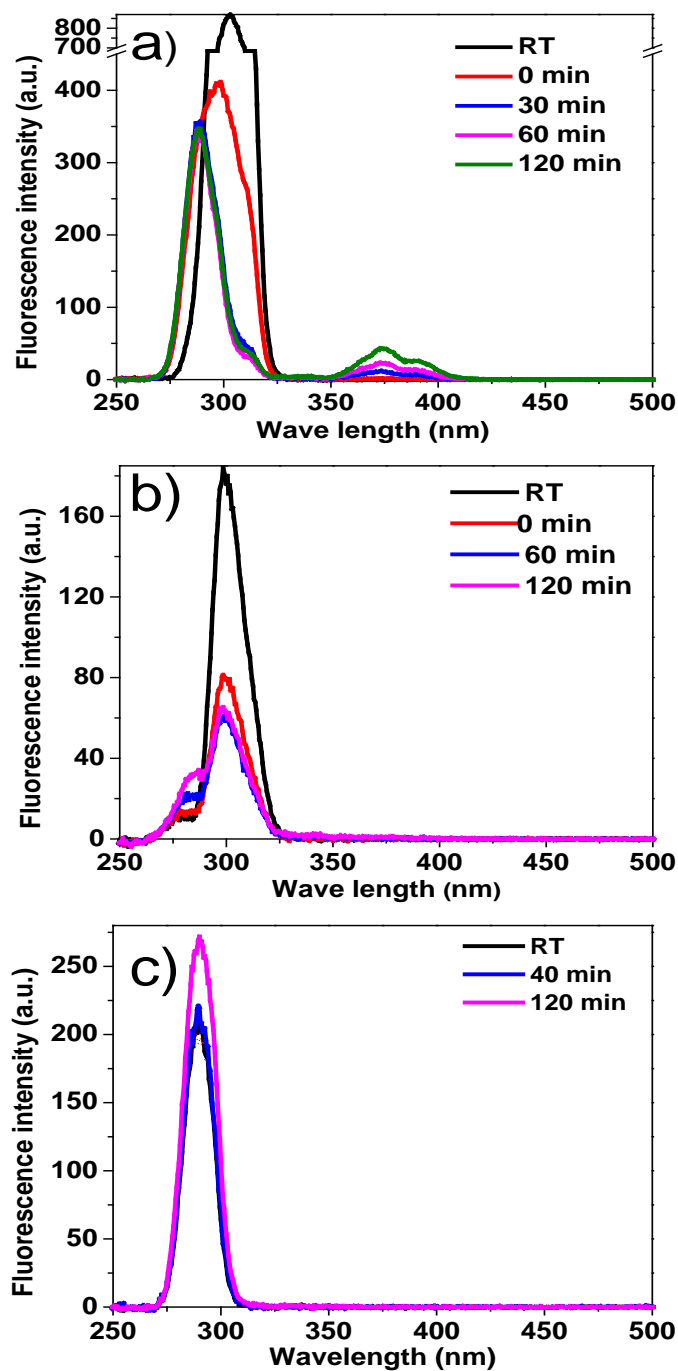 a)
RT
0 min
30 min
60 min
120 min
800
700
400
300
200
100
0
250 300 350 400 450 500
Wave length (nm)
Fluorescence intensity (a.u.)
b)
RT
0 min
60 min
120 min
160
120
80
40
0
250 300 350 400 450 500
Wave length (nm)
Fluorescence intensity (a.u.)
c)
RT
40 min
120 min
250
200
150
100
50
0
250 300 350 400 450 500
Wavelength (nm)
Fluorescence intensity (a.u.)